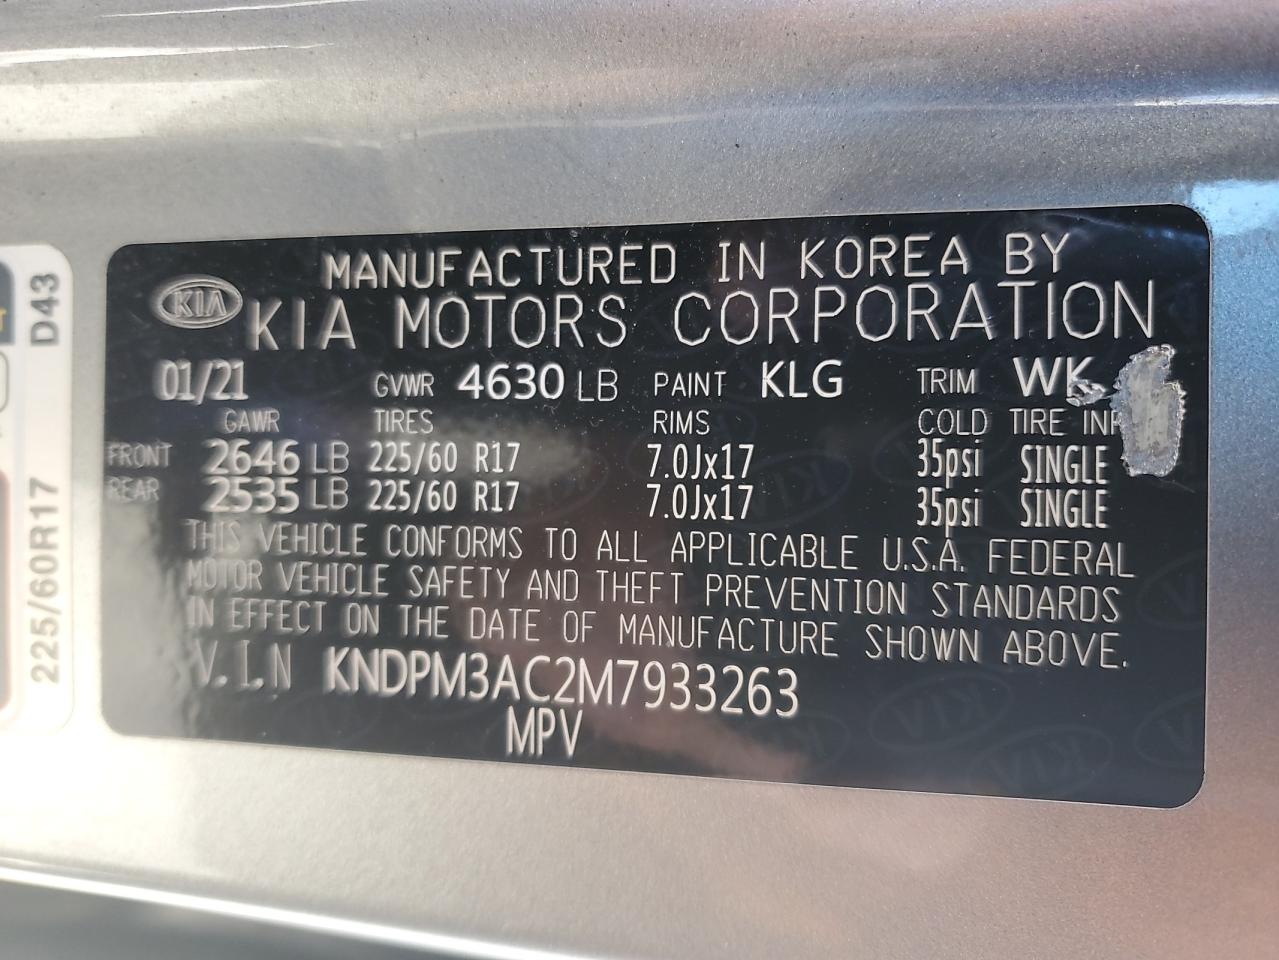 MANUFACTURED IN KOREA BY
KIA KIA MOTORS CORPORATION
01/21 GVWR 4630 LB PAINT KLG TRIM WK
GAWR TIRES RIMS COLD TIRE
FRONT 2646 LB 225/60 R17 7.0Jx17 35psi SINGLE
REAR 2535 LB 225/60 R17 7.0Jx17 35psi SINGLE
THIS VEHICLE CONFORMS TO ALL APPLICABLE U.S.A. FEDERAL
MOTOR VEHICLE SAFETY AND THEFT PREVENTION STANDARDS
IN EFFECT ON THE DATE OF MANUFACTURE SHOWN ABOVE.
V.I.N KNDPM3AC2M7933263
MPV
225/60R17 D43